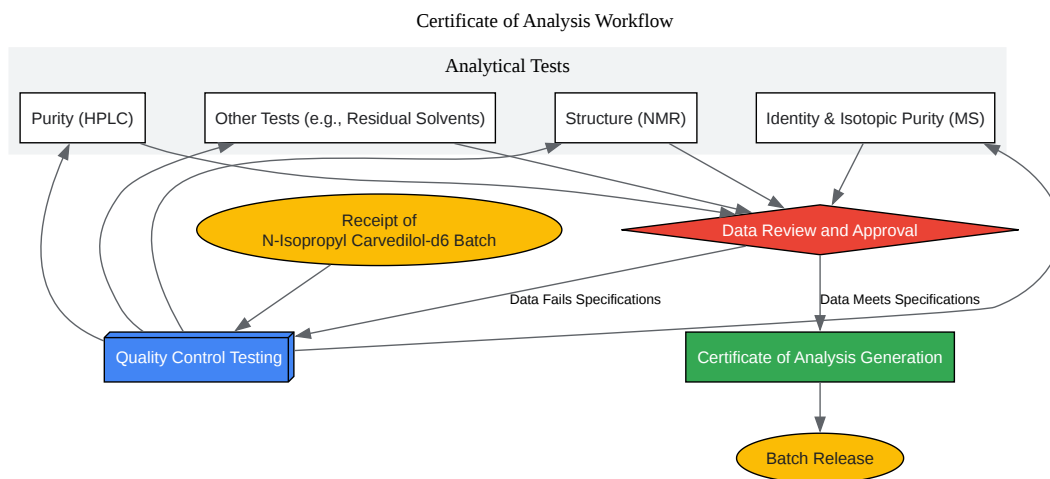 Certificate of Analysis Workflow
Analytical Tests
Purity (HPLC)
Other Tests (e.g., Residual Solvents)
Structure (NMR)
Identity & Isotopic Purity (MS)
Receipt of
N-Isopropyl Carvedilol-d6 Batch
Data Review and Approval
Data Fails Specifications
Data Meets Specifications
Quality Control Testing
Certificate of Analysis Generation
Batch Release